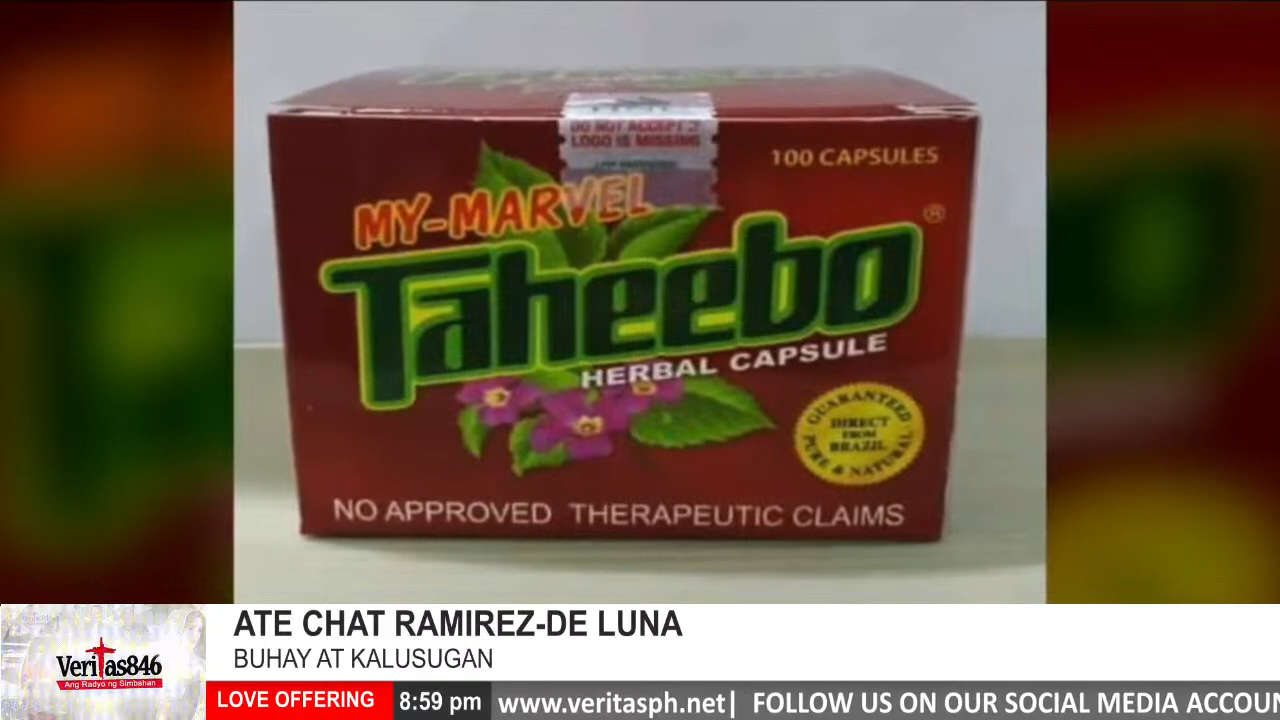 DO NOT ACCEPT
LOGO IS MISSING
100 CAPSULES
MY-MARVEL
Taheebo®
HERBAL CAPSULE
GUARANTEED
DIRECT
FROM
BRAZIL
PURE & NATURAL
NO APPROVED THERAPEUTIC CLAIMS
ATE CHAT RAMIREZ-DE LUNA
BUHAY AT KALUSUGAN
Veritas846
Ang Radyo ng Simbahan
LOVE OFFERING
8:59 pm
www.veritasph.net| FOLLOW US ON OUR SOCIAL MEDIA ACCOU